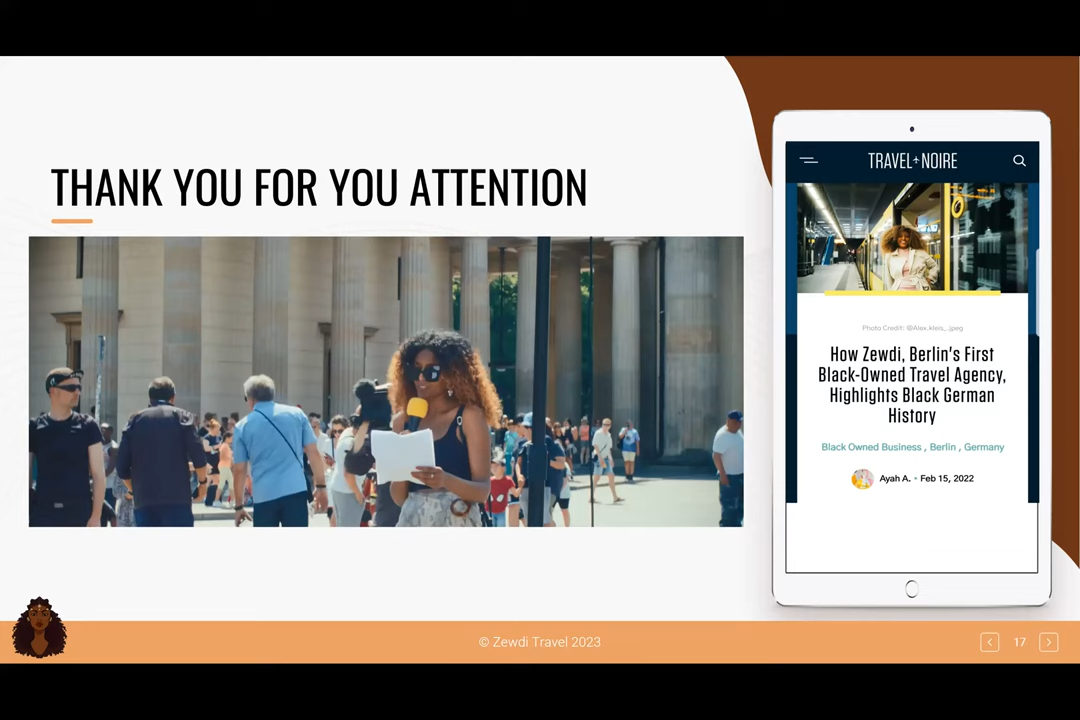 THANK YOU FOR YOU ATTENTION
TRAVEL+NOIRE
Photo Credit: @Alex.kleis_.jpeg
How Zewdi, Berlin's First
Black-Owned Travel Agency,
Highlights Black German
History
Black Owned Business , Berlin , Germany
Ayah A. • Feb 15, 2022
© Zewdi Travel 2023
17